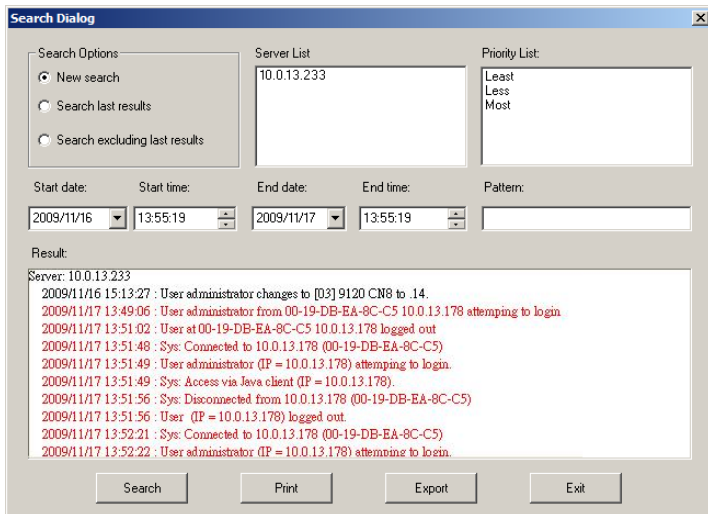 Search Dialog
Search Options
New search
Search last results
Search excluding last results
Server List
10.0.13.233
Priority List:
Least
Less
Most
Start date:
Start time:
End date:
End time:
Pattern:
2009/11/16
13:55:19
2009/11/17
13:55:19
Result:
Server: 10.0.13.233
2009/11/16 15:13:27 : User administrator changes to [03] 9120 CN8 to .14.
2009/11/17 13:49:06 : User administrator from 00-19-DB-EA-8C-C5 10.0.13.178 attemping to login
2009/11/17 13:51:02 : User at 00-19-DB-EA-8C-C5 10.0.13.178 logged out
2009/11/17 13:51:48 : Sys: Connected to 10.0.13.178 (00-19-DB-EA-8C-C5)
2009/11/17 13:51:49 : User administrator (IP = 10.0.13.178) attemping to login.
2009/11/17 13:51:49 : Sys: Access via Java client (IP = 10.0.13.178).
2009/11/17 13:51:56 : Sys: Disconnected from 10.0.13.178 (00-19-DB-EA-8C-C5)
2009/11/17 13:51:56 : User (IP = 10.0.13.178) logged out.
2009/11/17 13:52:21 : Sys: Connected to 10.0.13.178 (00-19-DB-EA-8C-C5)
2009/11/17 13:52:22 : User administrator (IP = 10.0.13.178) attemping to login.
Search
Print
Export
Exit